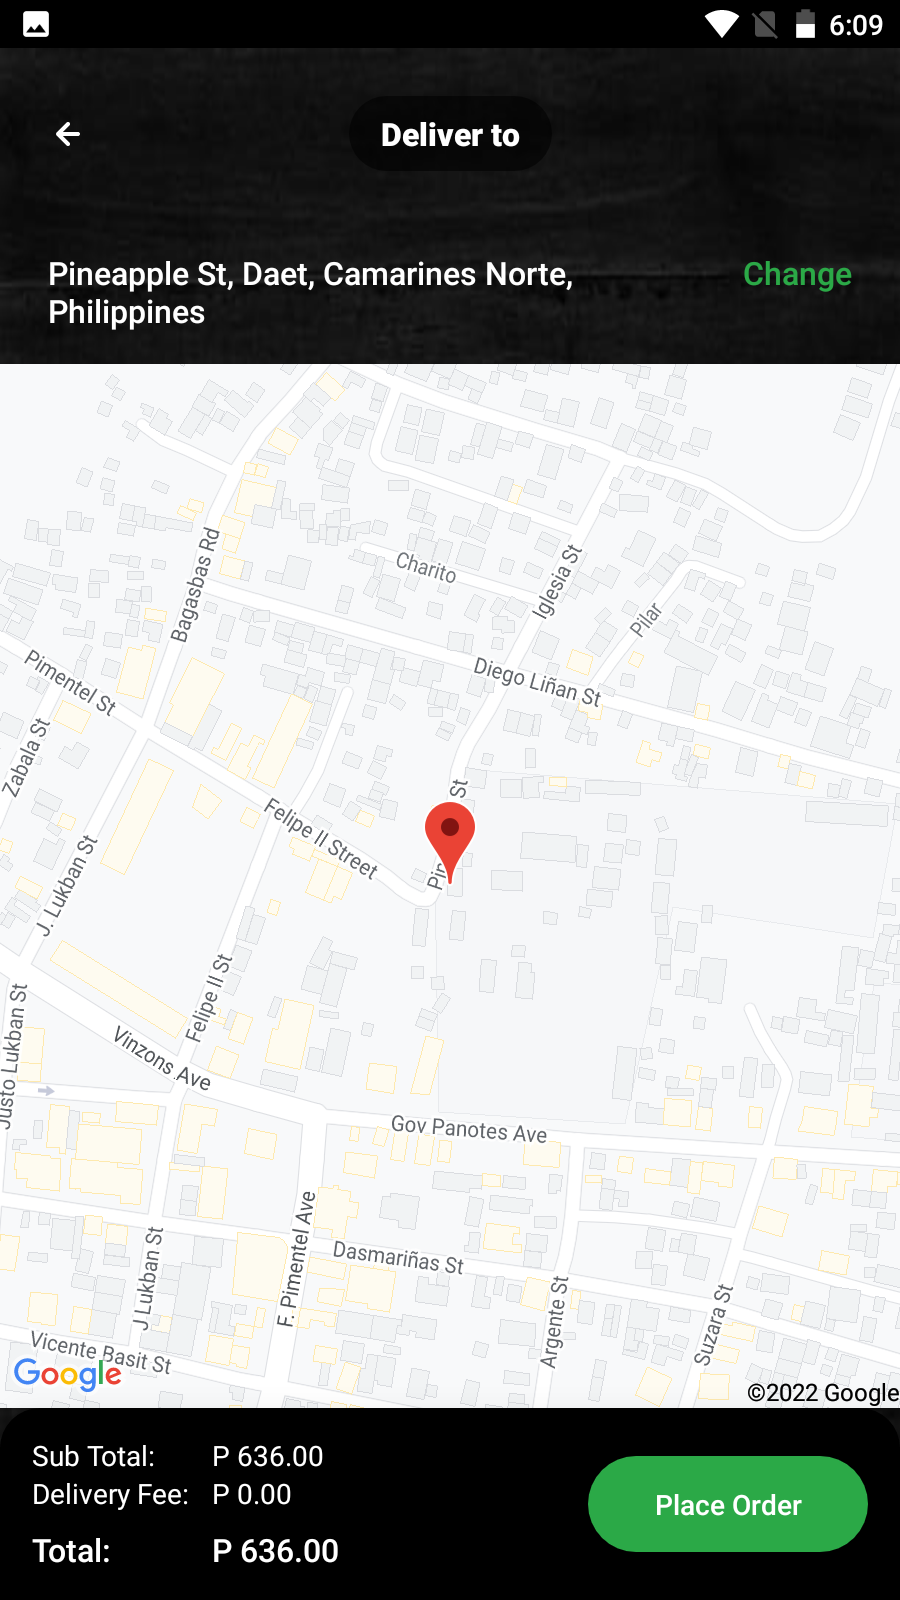 6:09
Deliver to
Pineapple St, Daet, Camarines Norte,
Philippines
Change
Charito
Iglesia St
Bagasbas Rd
Pilar
Pimentel St
Diego Liñan St
Zabala St
St
Felipe II Street
J. Lukban St
Felipe II St
Justo Lukban St
Vinzons Ave
Gov Panotes Ave
F. Pimentel Ave
Dasmariñas St
J Lukban St
Argente St
Suzara St
Vicente Basit St
Google
©2022 Google
Sub Total: P 636.00
Delivery Fee: P 0.00
Total: P 636.00
Place Order